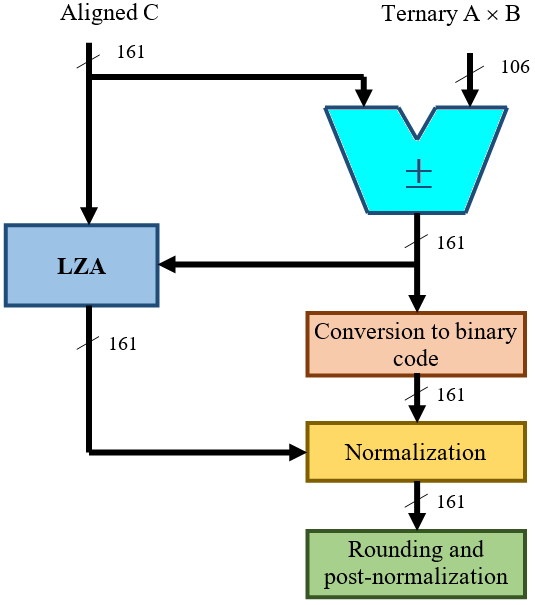 Aligned C
Ternary A × B
161
106
±
161
LZA
Conversion to binary
code
161
161
Normalization
161
Rounding and
post-normalization